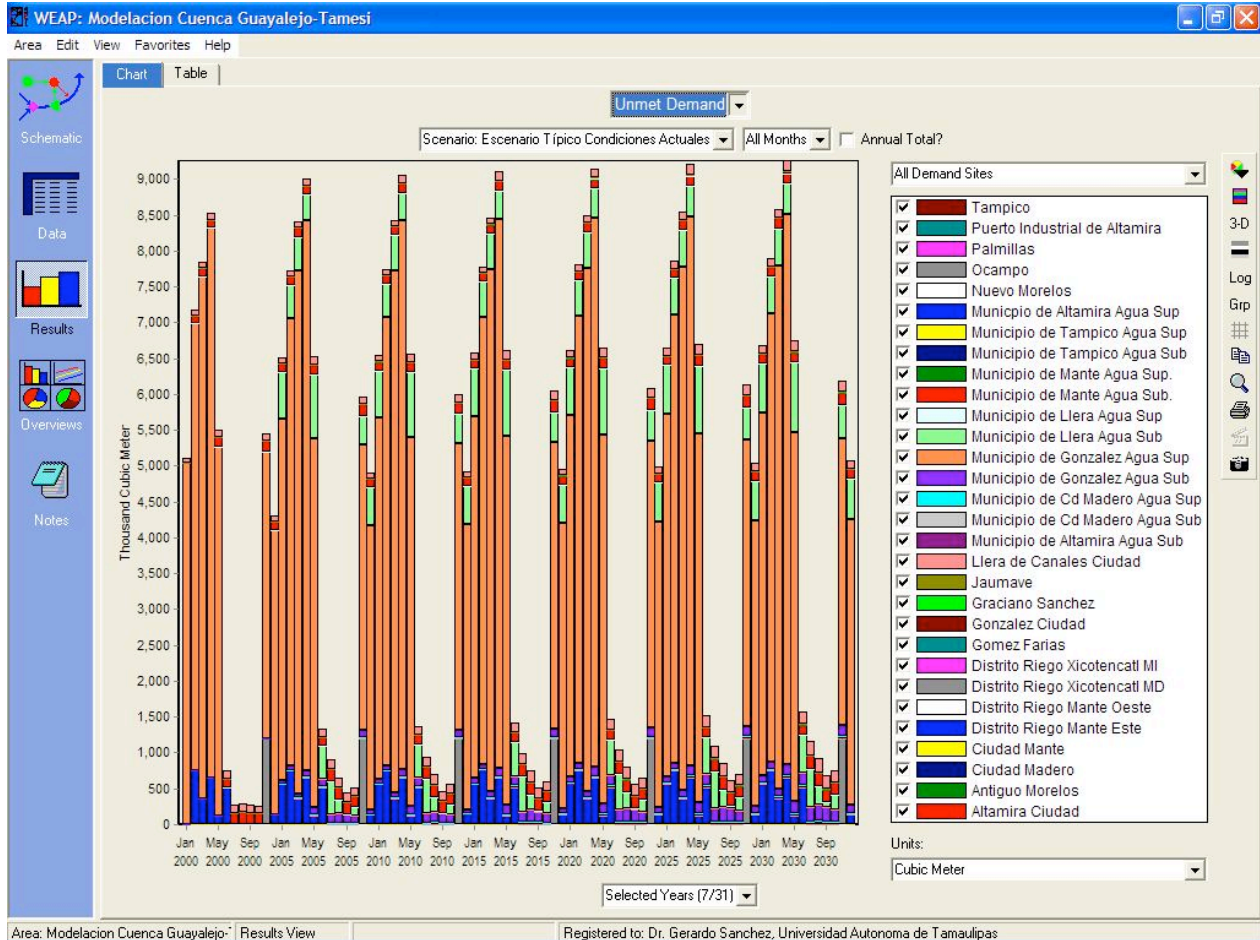 WEAP: Modelacion Cuenca Guayalejo-Tamesi
Area Edit View Favorites Help
Chart Table
Unmet Demand
Scenario: Escenario Típico Condiciones Actuales All Months Annual Total?
Schematic
Data
Results
Overviews
Notes
Thousand Cubic Meter
9,000
8,500
8,000
7,500
7,000
6,500
6,000
5,500
5,000
4,500
4,000
3,500
3,000
2,500
2,000
1,500
1,000
500
0
Jan May Sep Jan May Sep Jan May Sep Jan May Sep Jan May Sep Jan May Sep Jan May Sep
2000 2000 2000 2005 2005 2005 2010 2010 2010 2015 2015 2015 2020 2020 2020 2025 2025 2025 2030 2030 2030
Selected Years (7/31)
All Demand Sites
Tampico
Puerto Industrial de Altamira
Palmillas
Ocampo
Nuevo Morelos
Municpio de Altamira Agua Sup
Municipio de Tampico Agua Sup
Municipio de Tampico Agua Sub
Municipio de Mante Agua Sup.
Municipio de Mante Agua Sub.
Municipio de Llera Agua Sup
Municipio de Llera Agua Sub
Municipio de Gonzalez Agua Sup
Municipio de Gonzalez Agua Sub
Municipio de Cd Madero Agua Sup
Municipio de Cd Madero Agua Sub
Municipio de Altamira Agua Sub
Llera de Canales Ciudad
Jaumave
Graciano Sanchez
Gonzalez Ciudad
Gomez Farias
Distrito Riego Xicotencatl MI
Distrito Riego Xicotencatl MD
Distrito Riego Mante Oeste
Distrito Riego Mante Este
Ciudad Mante
Ciudad Madero
Antiguo Morelos
Altamira Ciudad
Units:
Cubic Meter
3-D
Log
Grp
Area: Modelacion Cuenca Guayalejo- Results View Registered to: Dr. Gerardo Sanchez, Universidad Autonoma de Tamaulipas